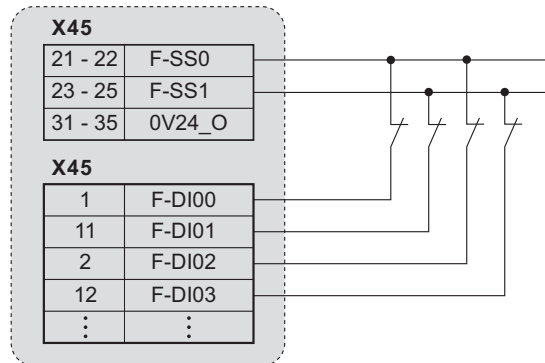 X45
21 - 22 F-SS0
23 - 25 F-SS1
31 - 35 0V24_O
X45
1 F-DI00
11 F-DI01
2 F-DI02
12 F-DI03
⋮ ⋮